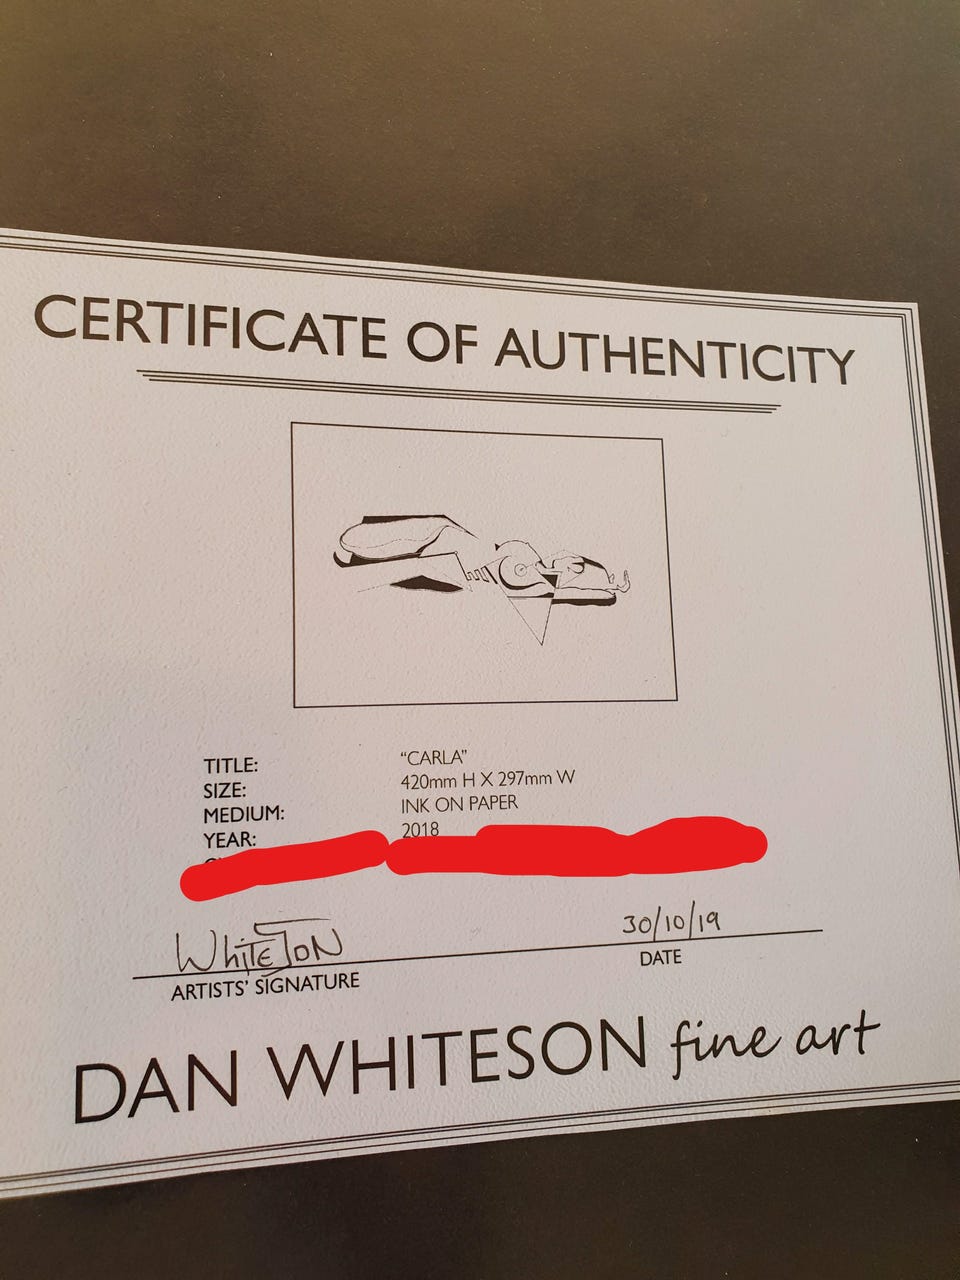 CERTIFICATE OF AUTHENTICITY
TITLE: "CARLA"
SIZE: 420mm H X 297mm W
MEDIUM: INK ON PAPER
YEAR: 2018
WHITESON 30/10/19
ARTISTS' SIGNATURE DATE
DAN WHITESON fine art